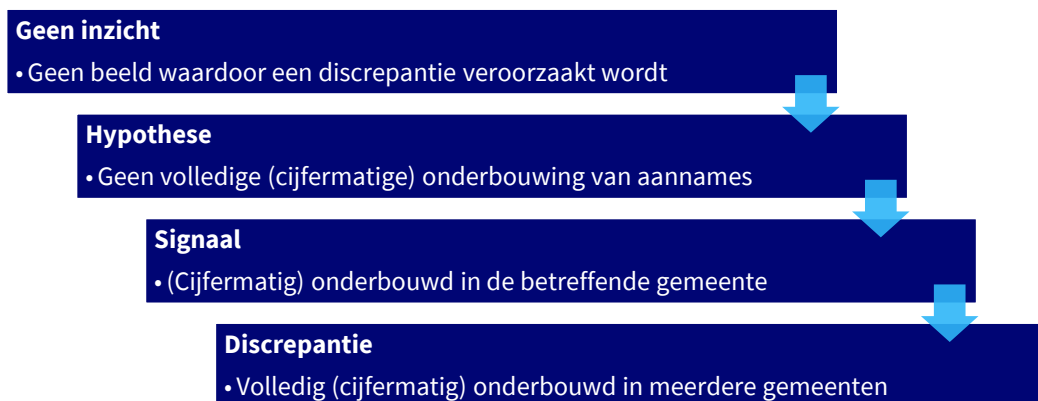 Geen inzicht
• Geen beeld waardoor een discrepantie veroorzaakt wordt
Hypothese
• Geen volledige (cijfermatige) onderbouwing van aannames
Signaal
• (Cijfermatig) onderbouwd in de betreffende gemeente
Discrepantie
• Volledig (cijfermatig) onderbouwd in meerdere gemeenten